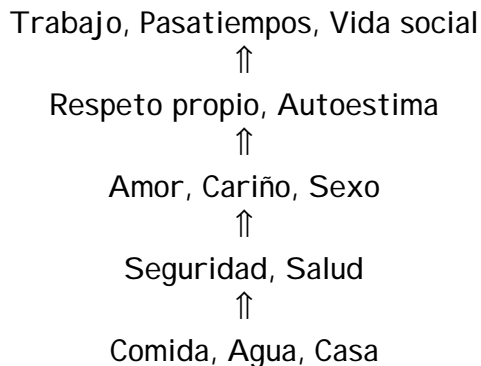 Trabajo, Pasatiempos, Vida social
⇑
Respeto propio, Autoestima
⇑
Amor, Cariño, Sexo
⇑
Seguridad, Salud
⇑
Comida, Agua, Casa